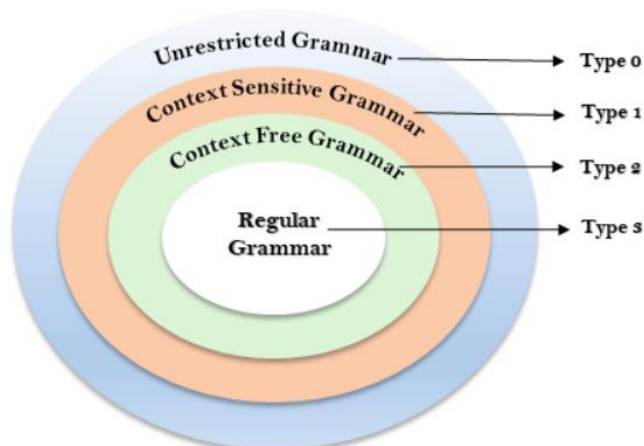 Unrestricted Grammar
Type 0
Context Sensitive Grammar
Type 1
Context Free Grammar
Type 2
Regular
Grammar
Type 3